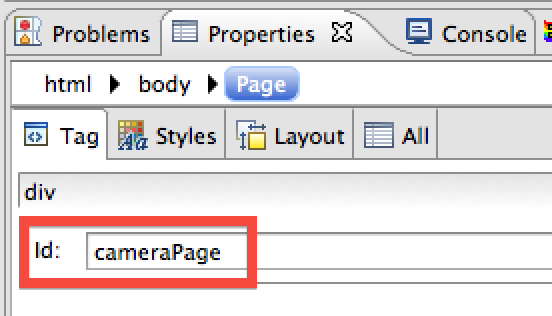 Problems Properties Console
html body Page
Tag Styles Layout All
div
Id: cameraPage